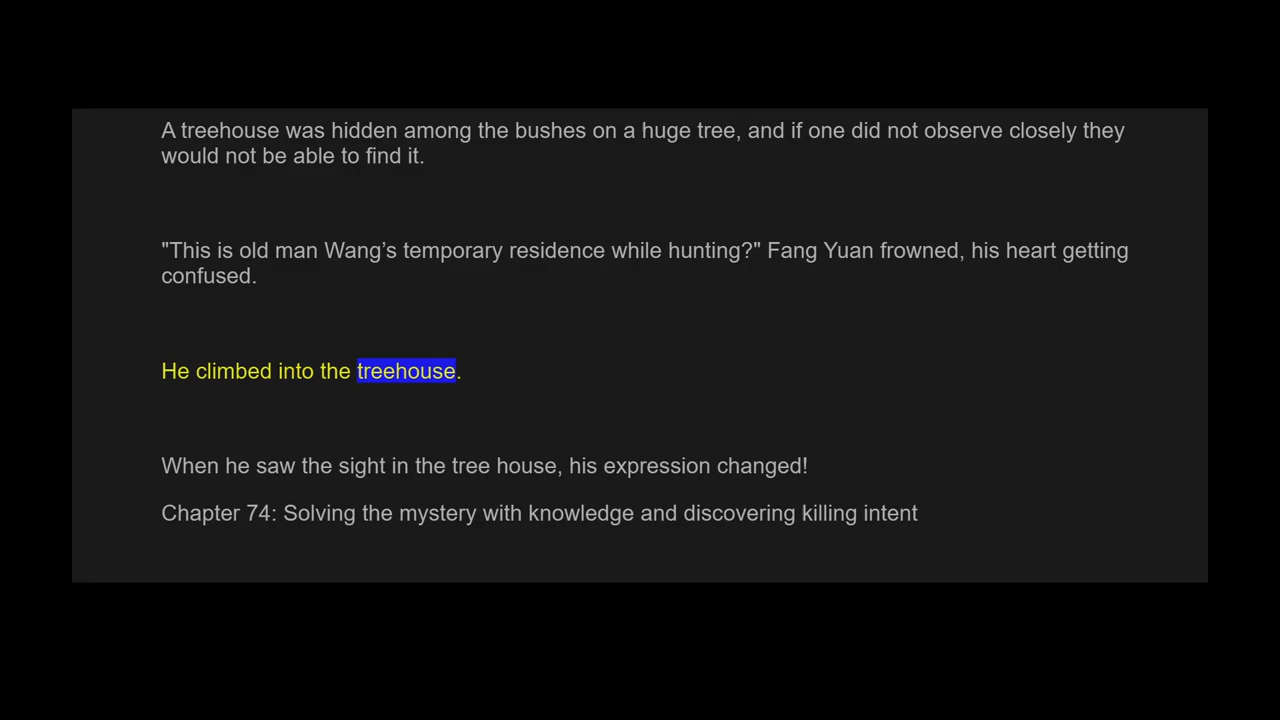 A treehouse was hidden among the bushes on a huge tree, and if one did not observe closely they
would not be able to find it.
"This is old man Wang’s temporary residence while hunting?" Fang Yuan frowned, his heart getting
confused.
He climbed into the treehouse.
When he saw the sight in the tree house, his expression changed!
Chapter 74: Solving the mystery with knowledge and discovering killing intent